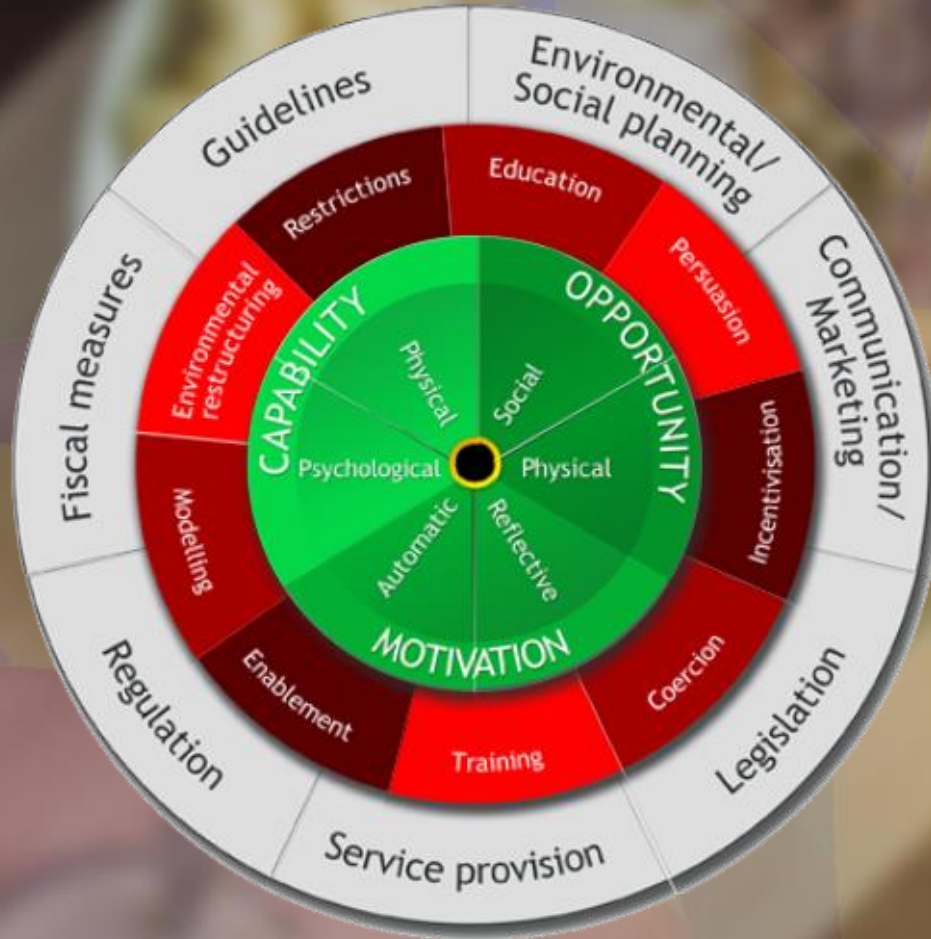 Environmental/
Social planning
Communication/
Marketing
Legislation
Service provision
Regulation
Fiscal measures
Guidelines
Education
Persuasion
Incentivisation
Coercion
Training
Enablement
Modelling
Environmental
restructuring
Restrictions
CAPABILITY
OPPORTUNITY
MOTIVATION
Physical
Social
Psychological
Physical
Automatic
Reflective